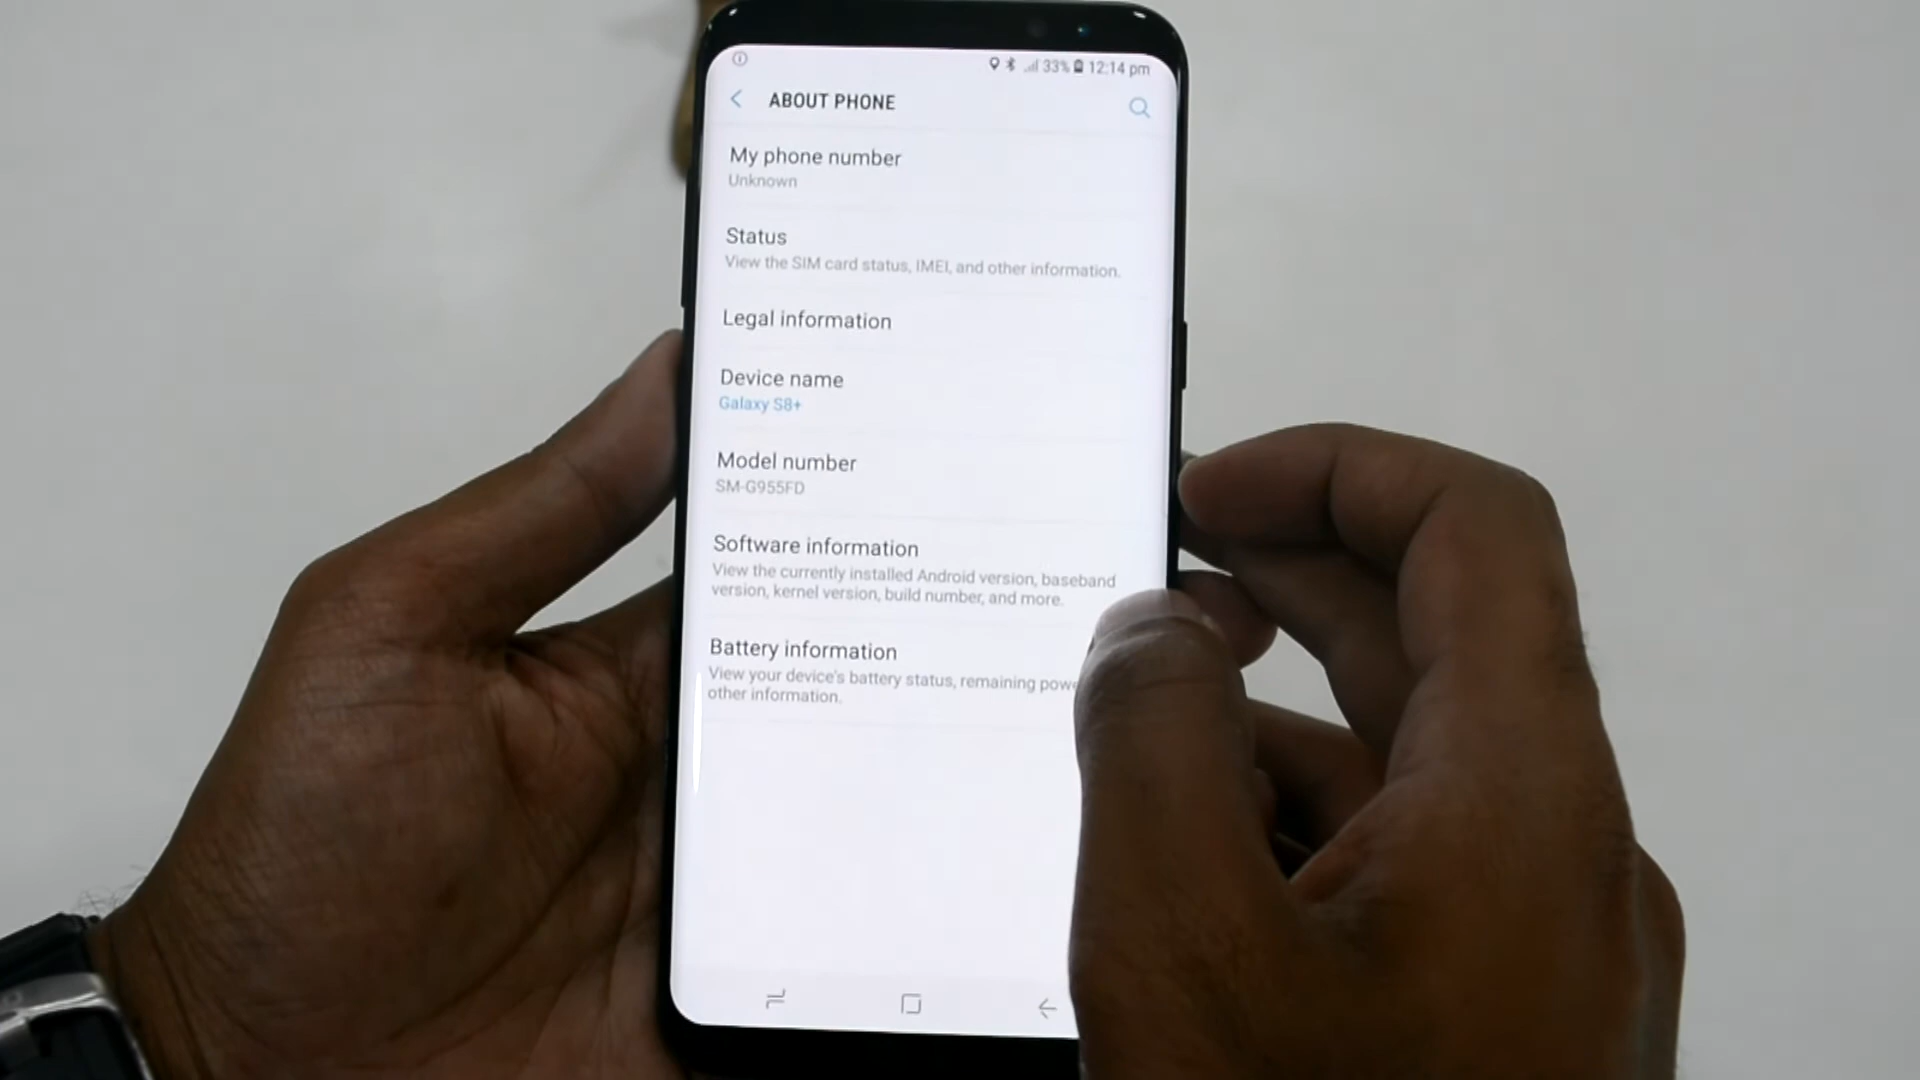 33% 12:14 pm
ABOUT PHONE
My phone number
Unknown
Status
View the SIM card status, IMEI, and other information.
Legal information
Device name
Galaxy S8+
Model number
SM-G955FD
Software information
View the currently installed Android version, baseband
version, kernel version, build number, and more.
Battery information
View your device's battery status, remaining powe
other information.